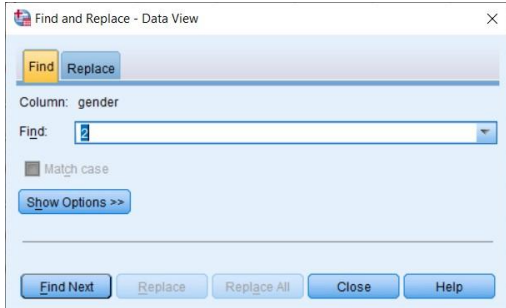 Find and Replace - Data View
Find Replace
Column: gender
Find: 2
Match case
Show Options >>
Find Next Replace Replace All Close Help